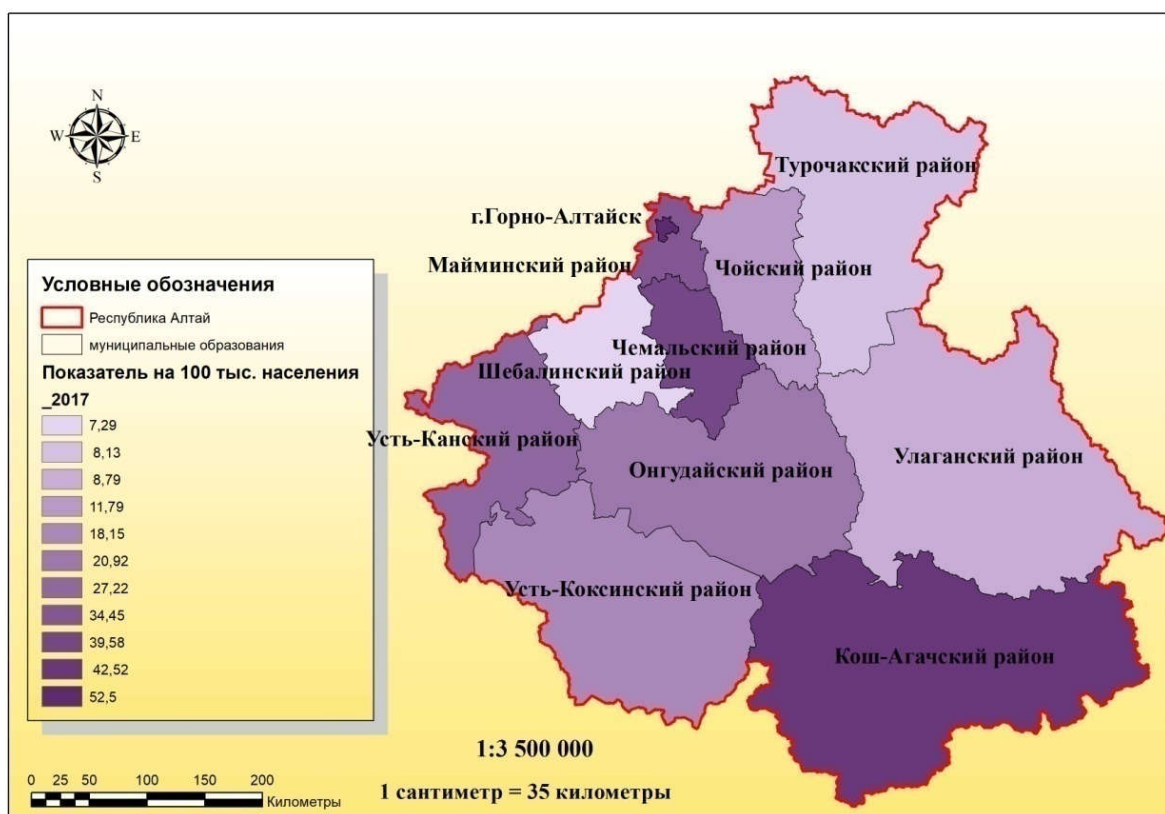 N
W
E
S
Турочакский район
г.Горно-Алтайск
Майминский район
Чойский район
Чемальский район
Шебалинский район
Усть-Канский район
Онгудайский район
Улаганский район
Усть-Коксинский район
Кош-Агачский район
Условные обозначения
Республика Алтай
муниципальные образования
Показатель на 100 тыс. населения
_2017
7,29
8,13
8,79
11,79
18,15
20,92
27,22
34,45
39,58
42,52
52,5
1:3 500 000
0 25 50 100 150 200
Километры
1 сантиметр = 35 километры